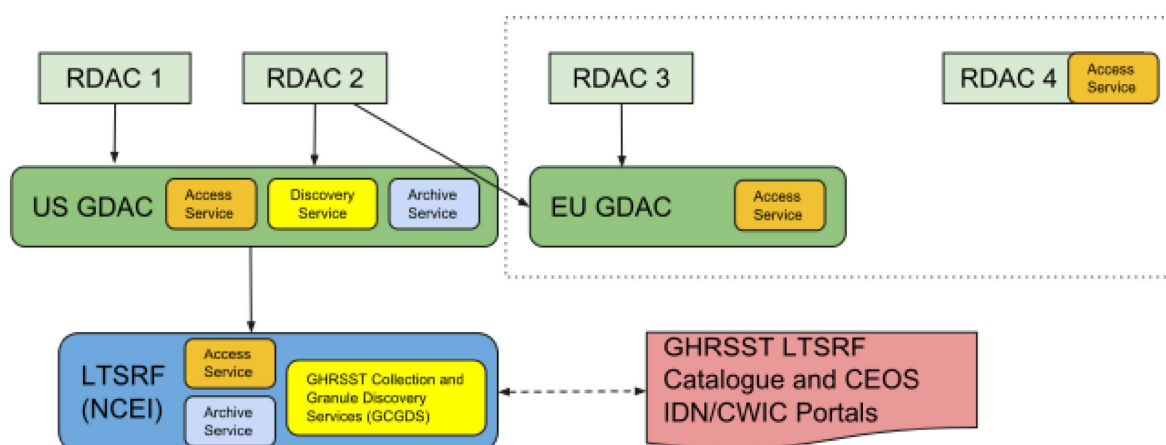 RDAC 1
RDAC 2
RDAC 3
RDAC 4
Access
Service
US GDAC
Access
Service
Discovery
Service
Archive
Service
EU GDAC
Access
Service
LTSRF
(NCEI)
Access
Service
Archive
Service
GHRSST Collection and
Granule Discovery
Services (GCGDS)
GHRSST LTSRF
Catalogue and CEOS
IDN/CWIC Portals